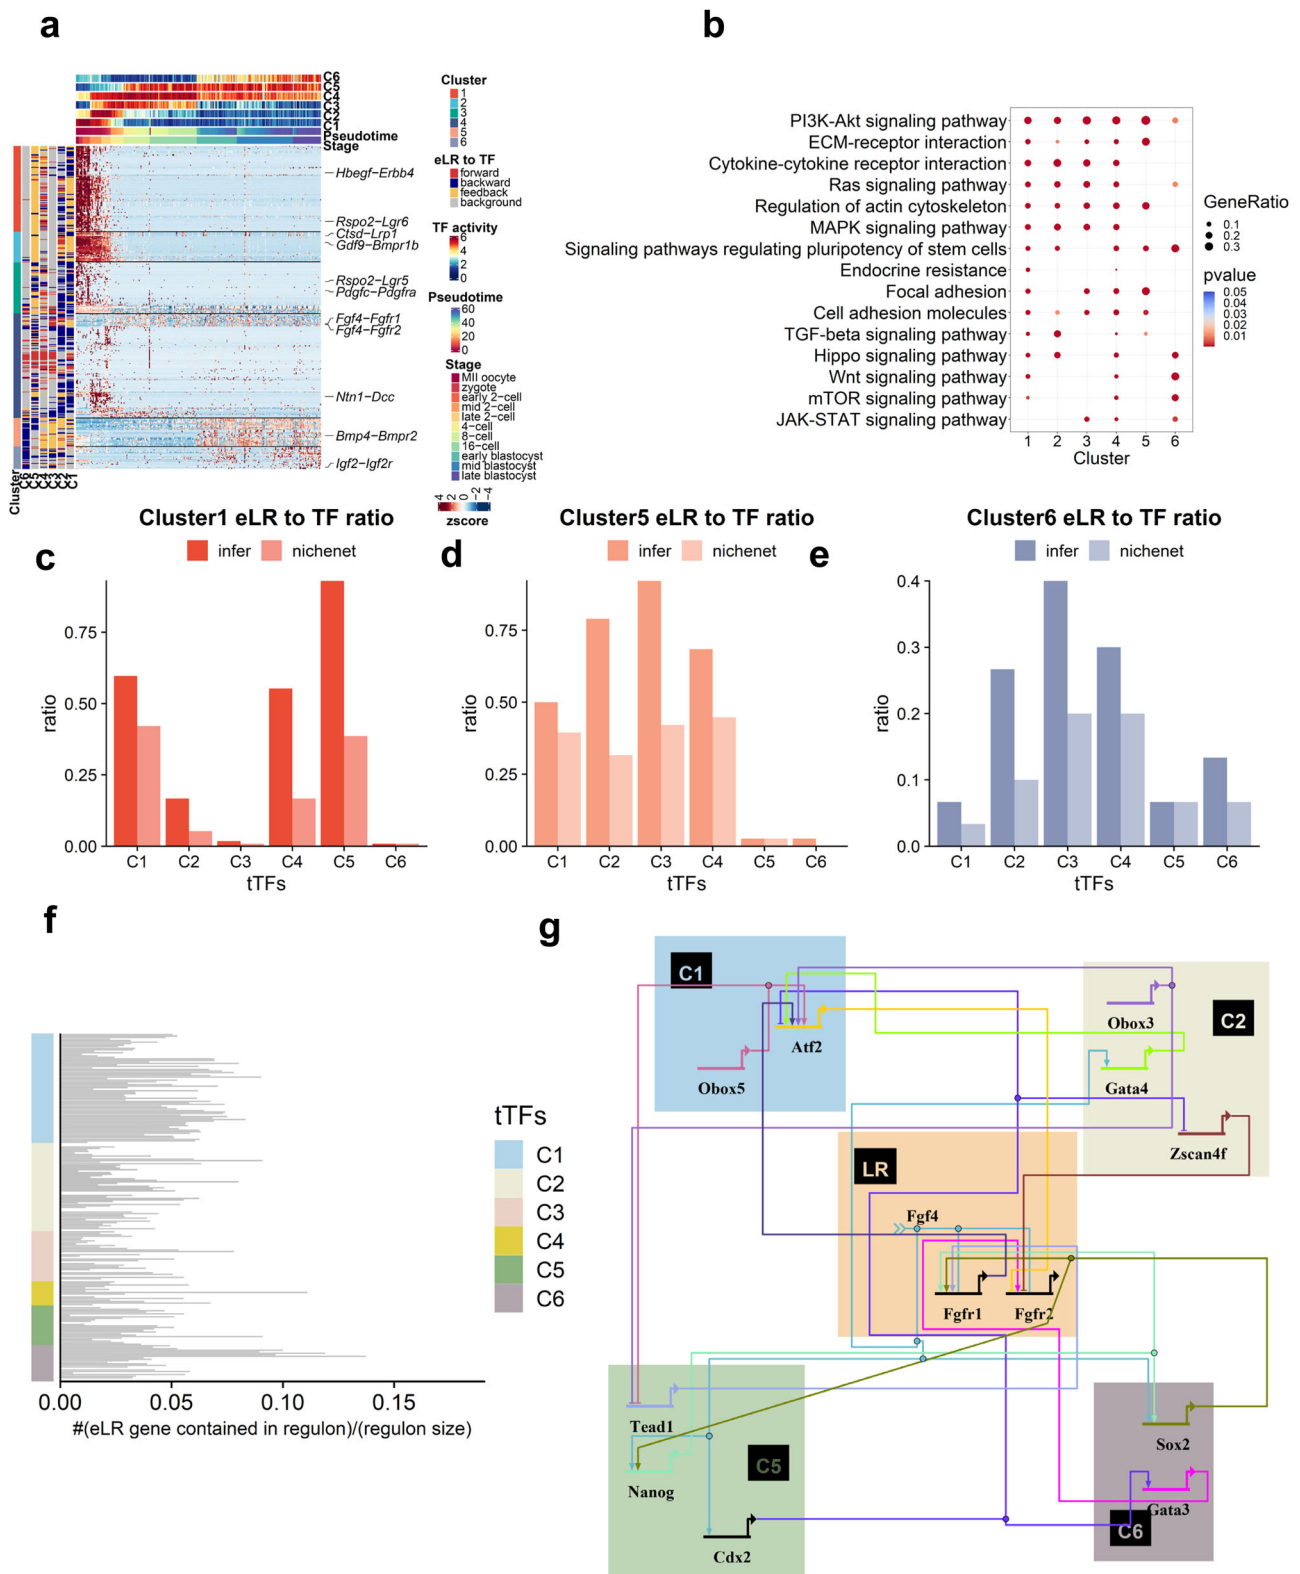 a
b
C6
C5
C4
C3
C2
C1
Pseudotime
Stage
Hbegf−Erbb4
Rspo2−Lgr6
Ctsd−Lrp1
Gdf9−Bmpr1b
Rspo2−Lgr5
Pdgfc−Pdgfra
Fgf4−Fgfr1
Fgf4−Fgfr2
Ntn1−Dcc
Bmp4−Bmpr2
Igf2−Igf2r
Cluster
C6
C5
C4
C3
C2
C1
Cluster
1
2
3
4
5
6
eLR to TF
forward
backward
feedback
background
TF activity
6
4
2
0
Pseudotime
60
40
20
0
Stage
MII oocyte
zygote
early 2−cell
mid 2−cell
late 2−cell
4−cell
8−cell
16−cell
early blastocyst
mid blastocyst
late blastocyst
4 2 0 −2 −4
zscore
PI3K-Akt signaling pathway
ECM-receptor interaction
Cytokine-cytokine receptor interaction
Ras signaling pathway
Regulation of actin cytoskeleton
MAPK signaling pathway
Signaling pathways regulating pluripotency of stem cells
Endocrine resistance
Focal adhesion
Cell adhesion molecules
TGF-beta signaling pathway
Hippo signaling pathway
Wnt signaling pathway
mTOR signaling pathway
JAK-STAT signaling pathway
1 2 3 4 5 6
Cluster
GeneRatio
0.1
0.2
0.3
pvalue
0.05
0.04
0.03
0.02
0.01
c
Cluster1 eLR to TF ratio
infer nichenet
ratio
0.75
0.50
0.25
0.00
C1 C2 C3 C4 C5 C6
tTFs
d
Cluster5 eLR to TF ratio
infer nichenet
ratio
0.75
0.50
0.25
0.00
C1 C2 C3 C4 C5 C6
tTFs
e
Cluster6 eLR to TF ratio
infer nichenet
ratio
0.4
0.3
0.2
0.1
0.0
C1 C2 C3 C4 C5 C6
tTFs
f
0.00 0.05 0.10 0.15
#(eLR gene contained in regulon)/(regulon size)
tTFs
C1
C2
C3
C4
C5
C6
g
C1
Atf2
Obox5
C2
Obox3
Gata4
Zscan4f
LR
Fgf4
Fgfr1
Fgfr2
Tead1
Nanog
C5
Cdx2
Sox2
Gata3
C6